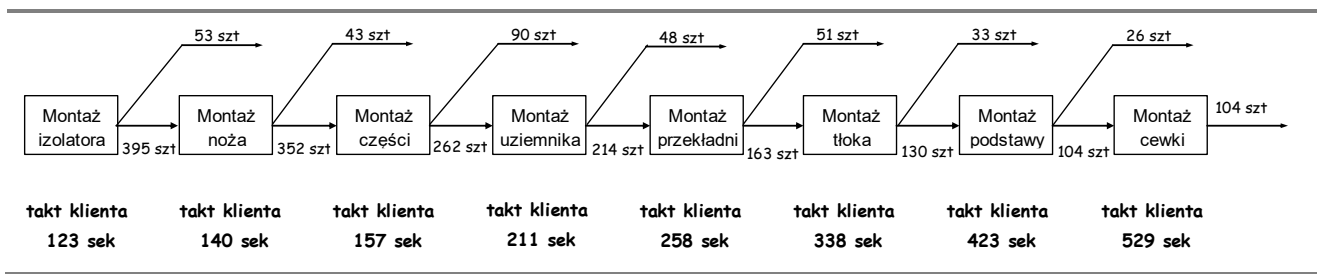 53 szt
43 szt
90 szt
48 szt
51 szt
33 szt
26 szt
Montaż
izolatora
Montaż
noża
Montaż
części
Montaż
uziemnika
Montaż
przekładni
Montaż
tłoka
Montaż
podstawy
Montaż
cewki
104 szt
395 szt
352 szt
262 szt
214 szt
163 szt
130 szt
104 szt
takt klienta
123 sek
takt klienta
140 sek
takt klienta
157 sek
takt klienta
211 sek
takt klienta
258 sek
takt klienta
338 sek
takt klienta
423 sek
takt klienta
529 sek